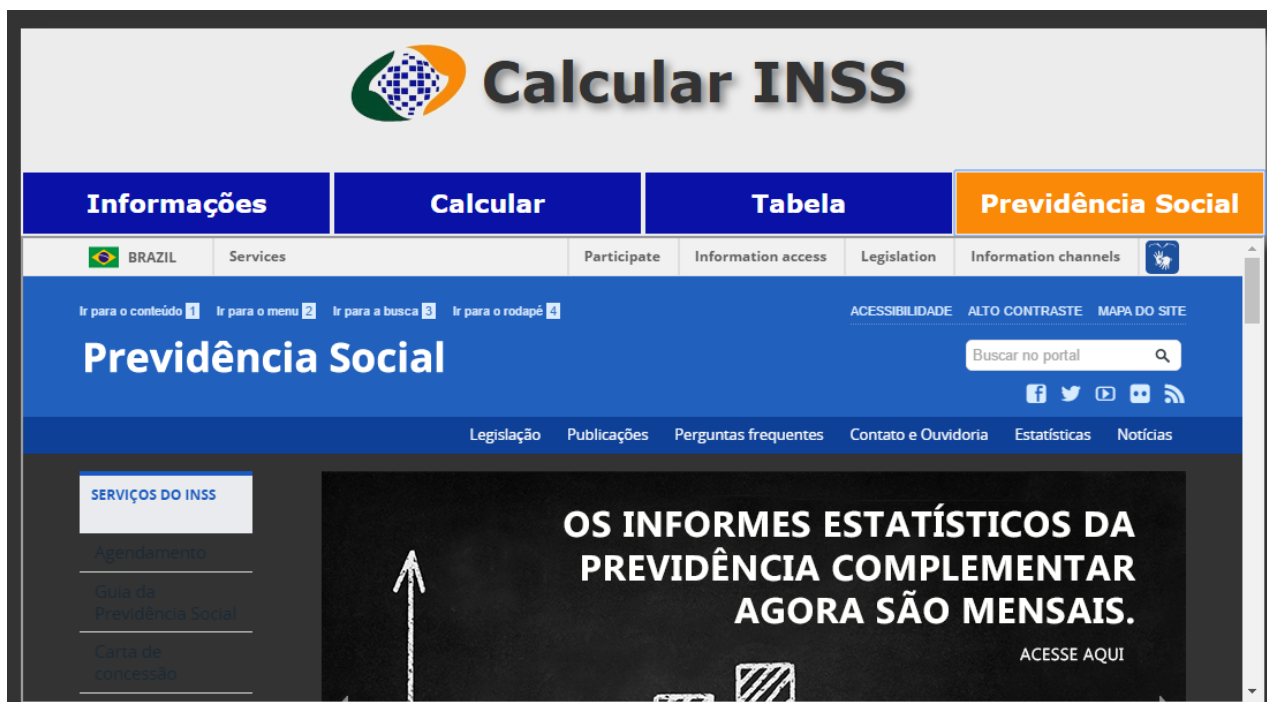 Calcular INSS
Informações Calcular Tabela Previdência Social
BRAZIL Services Participate Information access Legislation Information channels
Ir para o conteúdo 1 Ir para o menu 2 Ir para a busca 3 Ir para o rodapé 4 ACESSIBILIDADE ALTO CONTRASTE MAPA DO SITE
Previdência Social
Buscar no portal
Legislação Publicações Perguntas frequentes Contato e Ouvidoria Estatísticas Notícias
SERVIÇOS DO INSS
Agendamento
Guia da
Previdência Social
Carta de
concessão
OS INFORMES ESTATÍSTICOS DA
PREVIDÊNCIA COMPLEMENTAR
AGORA SÃO MENSAIS.
ACESSE AQUI